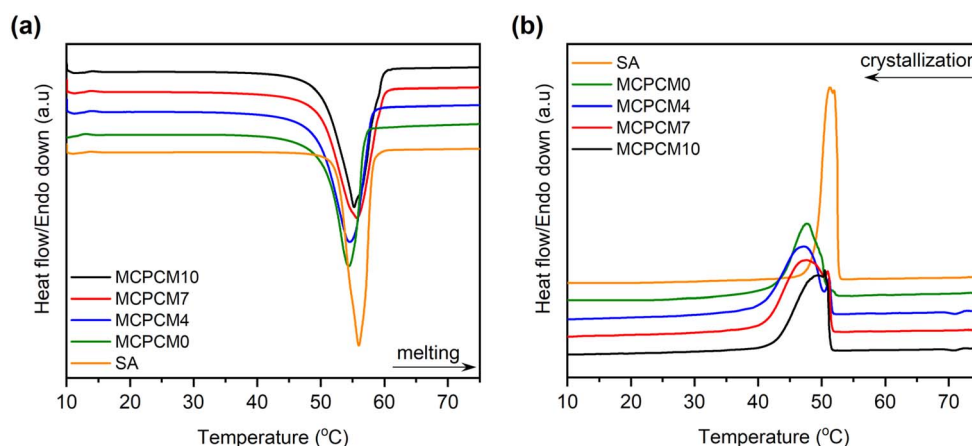 (a)
Heat flow/Endo down (a.u)
MCPCM10
MCPCM7
MCPCM4
MCPCM0
SA
melting
10 20 30 40 50 60 70
Temperature (°C)
(b)
Heat flow/Endo down (a.u)
SA
MCPCM0
MCPCM4
MCPCM7
MCPCM10
crystallization
10 20 30 40 50 60 70
Temperature (°C)